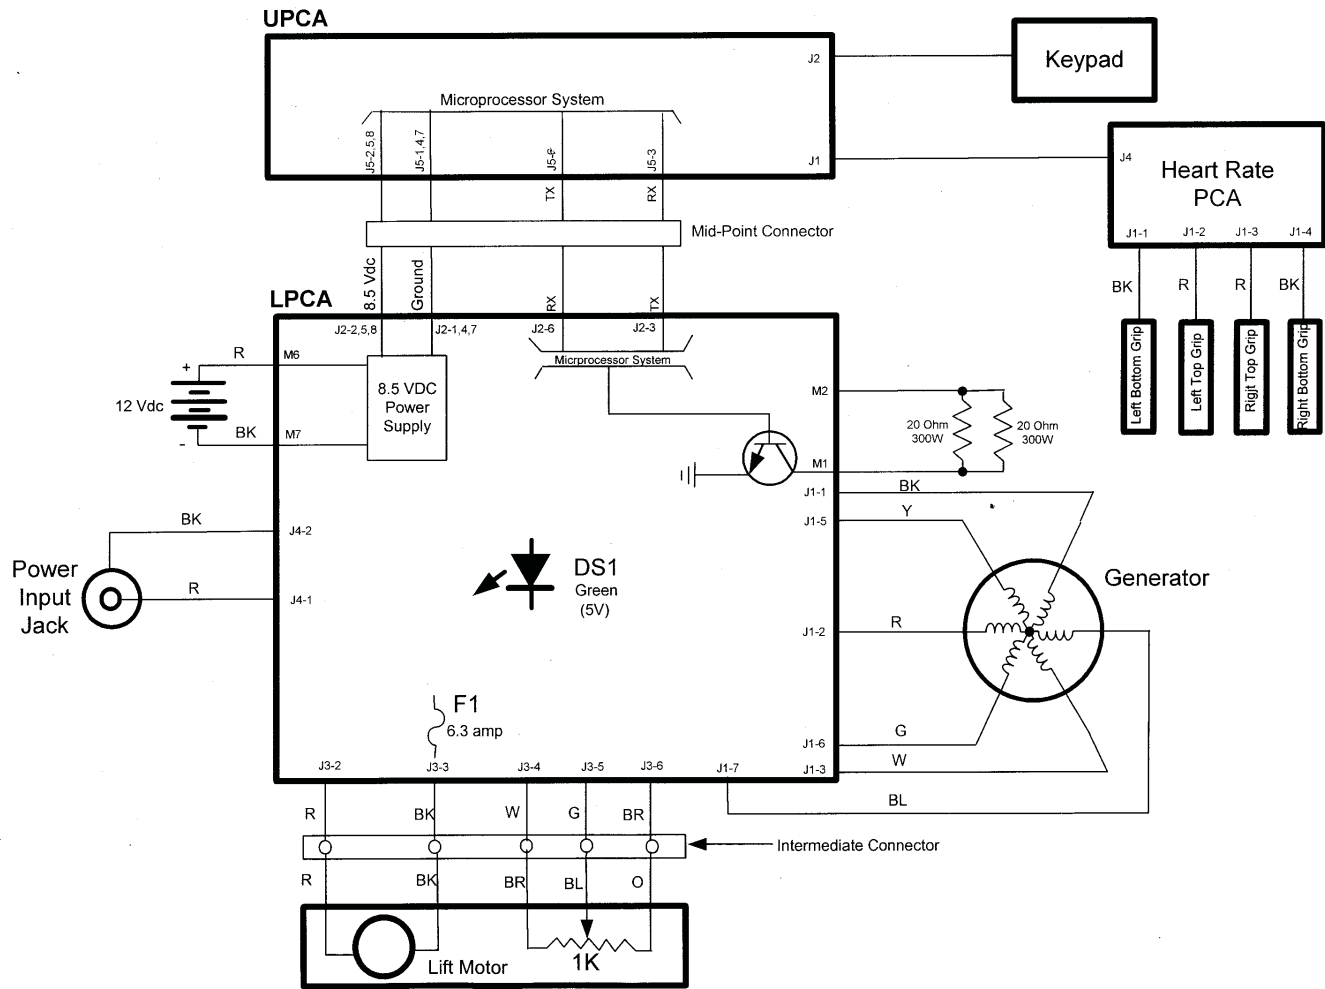 UPCA
J2
Keypad
Microprocessor System
J5-2,5,8
J5-1,4,7
J5-6
J5-3
J1
J4
Heart Rate
PCA
TX
RX
J1-1
J1-2
J1-3
J1-4
Mid-Point Connector
8.5 Vdc
Ground
RX
TX
BK
R
R
BK
LPCA
J2-2,5,8
J2-1,4,7
J2-6
J2-3
Left Bottom Grip
Left Top Grip
Rigjt Top Grip
Right Bottom Grip
R
M6
Micrprocessor System
+
12 Vdc
8.5 VDC
Power
Supply
M2
20 Ohm
300W
20 Ohm
300W
BK
M7
-
M1
J1-1
BK
BK
J4-2
J1-5
Y
Power
Input
Jack
R
J4-1
DS1
Green
(5V)
Generator
J1-2
R
F1
6.3 amp
J1-6
G
J3-2
J3-3
J3-4
J3-5
J3-6
J1-7
J1-3
W
R
BK
W
G
BR
BL
Intermediate Connector
R
BK
BR
BL
O
Lift Motor
1K